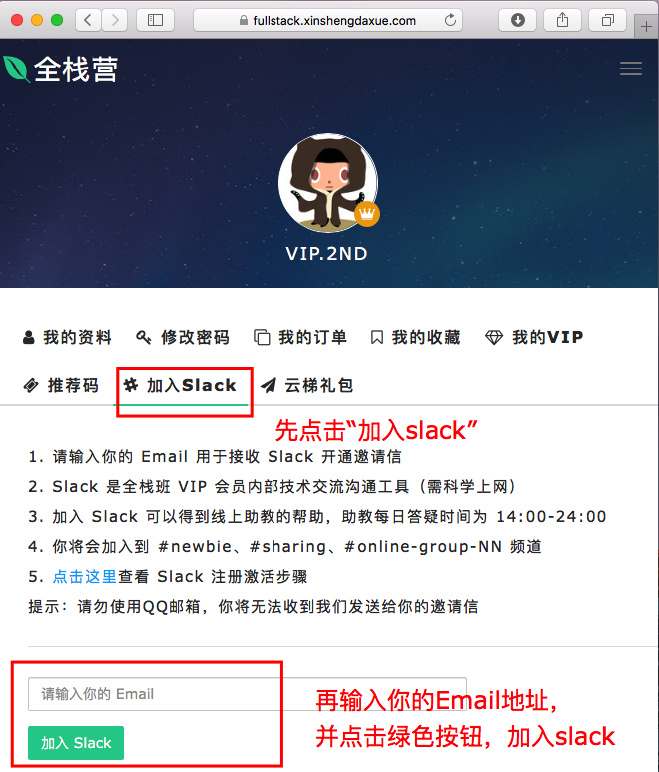 fullstack.xinshengdaxue.com
全栈营
VIP.2ND
我的资料 修改密码 我的订单 我的收藏 我的VIP
推荐码 加入Slack 云梯礼包
先点击“加入slack”
1. 请输入你的 Email 用于接收 Slack 开通邀请信
2. Slack 是全栈班 VIP 会员内部技术交流沟通工具（需科学上网）
3. 加入 Slack 可以得到线上助教的帮助，助教每日答疑时间为 14:00-24:00
4. 你将会加入到 #newbie、#sharing、#online-group-NN 频道
5. 点击这里查看 Slack 注册激活步骤
提示：请勿使用QQ邮箱，你将无法收到我们发送给你的邀请信
请输入你的 Email
再输入你的Email地址，
并点击绿色按钮，加入slack
加入 Slack